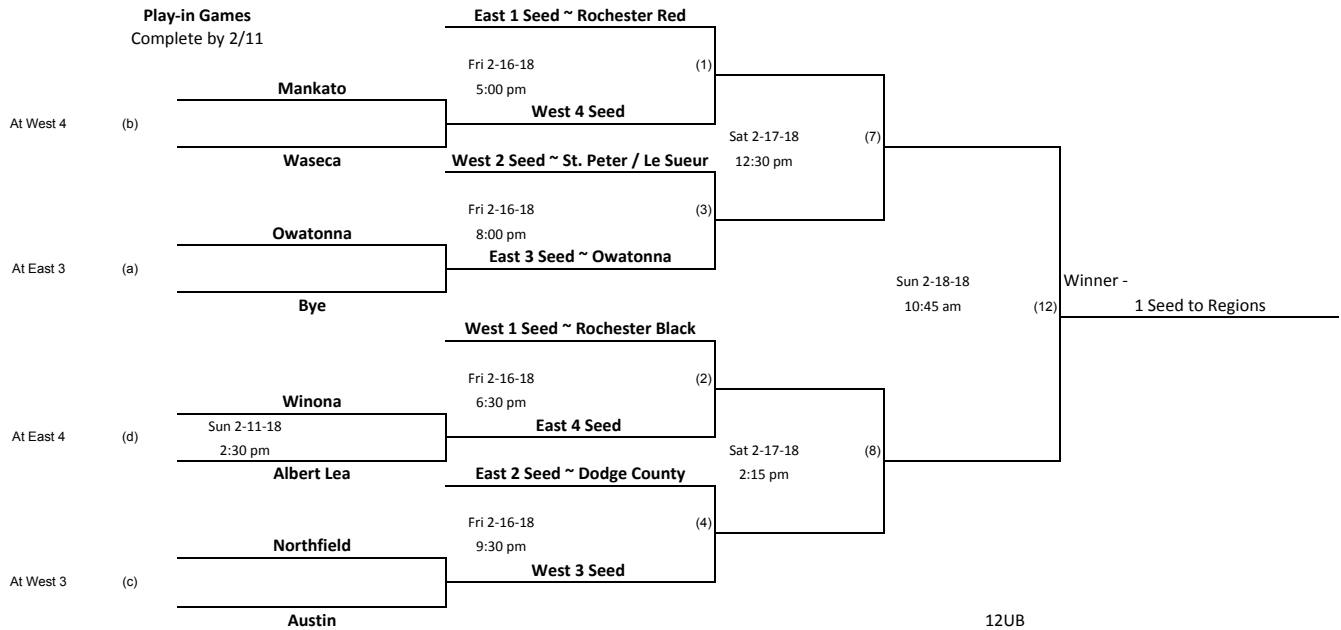 Play-in Games
Complete by 2/11
East 1 Seed ~ Rochester Red
Fri 2-16-18
(1)
5:00 pm
Mankato
At West 4
(b)
West 4 Seed
Waseca
Sat 2-17-18
(7)
12:30 pm
West 2 Seed ~ St. Peter / Le Sueur
Fri 2-16-18
(3)
8:00 pm
Owatonna
At East 3
(a)
East 3 Seed ~ Owatonna
Bye
Sun 2-18-18
10:45 am
(12)
Winner -
1 Seed to Regions
West 1 Seed ~ Rochester Black
Fri 2-16-18
(2)
6:30 pm
Winona
At East 4
(d)
Sun 2-11-18
2:30 pm
East 4 Seed
Albert Lea
Sat 2-17-18
(8)
2:15 pm
East 2 Seed ~ Dodge County
Fri 2-16-18
(4)
9:30 pm
Northfield
At West 3
(c)
West 3 Seed
Austin
12UB